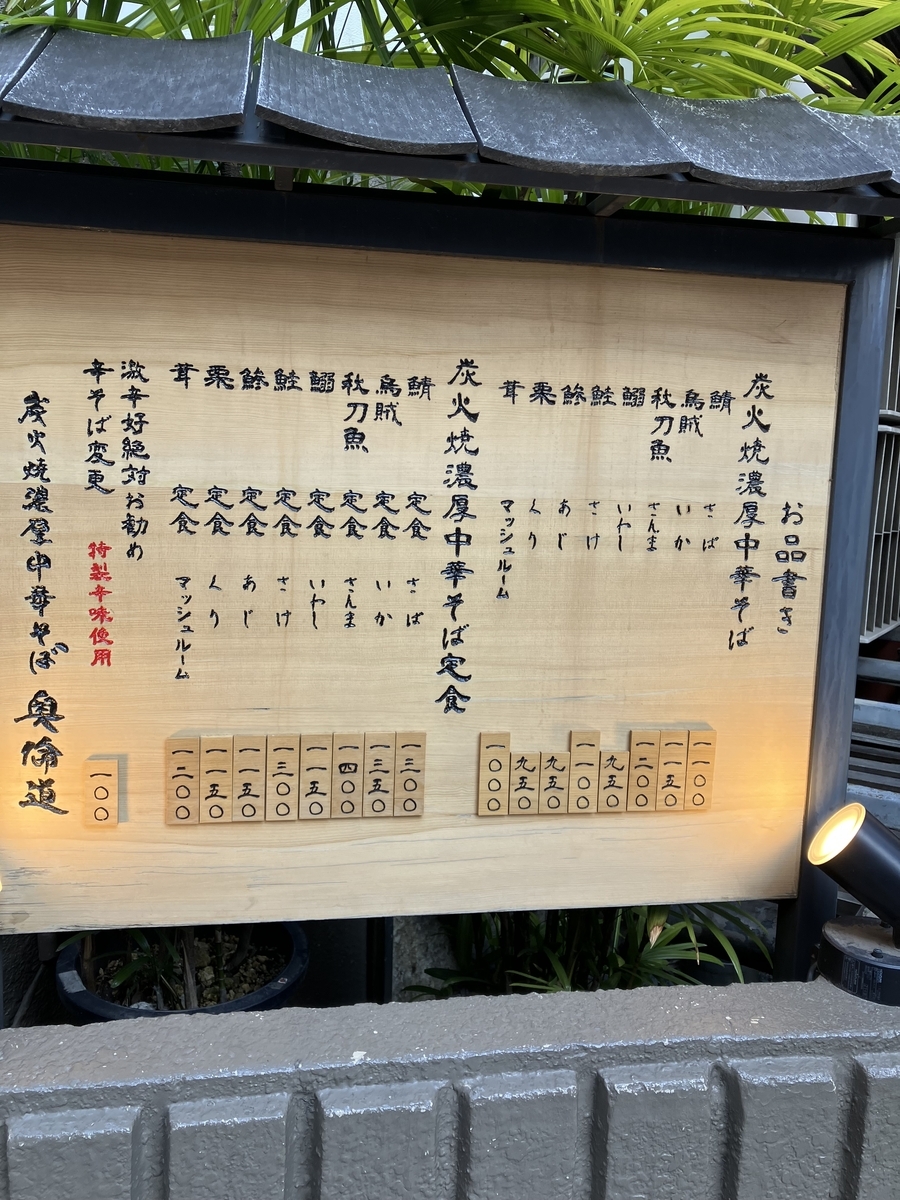 お品書き
炭火焼濃厚中華そば
鯖 さば 一一〇〇
烏賊 いか 一一五〇
秋刀魚 さんま 一二〇〇
鰯 いわし 九五〇
鮭 さけ 一一〇〇
鯵 あじ 九五〇
栗 くり 九五〇
茸 マッシュルーム 一〇〇〇
炭火焼濃厚中華そば定食
鯖 定食 さば 一三〇〇
烏賊 定食 いか 一三五〇
秋刀魚 定食 さんま 一四〇〇
鰯 定食 いわし 一一五〇
鮭 定食 さけ 一三〇〇
鯵 定食 あじ 一一五〇
栗 定食 くり 一一五〇
茸 定食 マッシュルーム 一二〇〇
激辛好絶対お勧め
辛そば変更 特製辛味使用 一〇〇
炭火焼濃厚中華そば 奥倫道